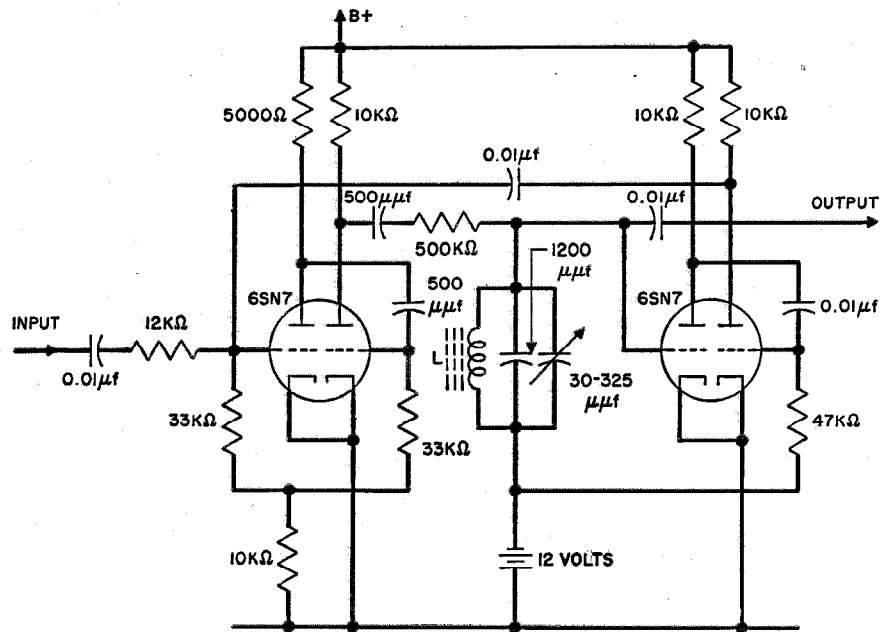 B+
5000Ω
10KΩ
10KΩ
10KΩ
0.01µf
500µµf
0.01µf
OUTPUT
500KΩ
1200
µµf
6SN7
500
µµf
6SN7
0.01µf
INPUT
12KΩ
0.01µf
L
30-325
µµf
33KΩ
33KΩ
47KΩ
10KΩ
12 VOLTS